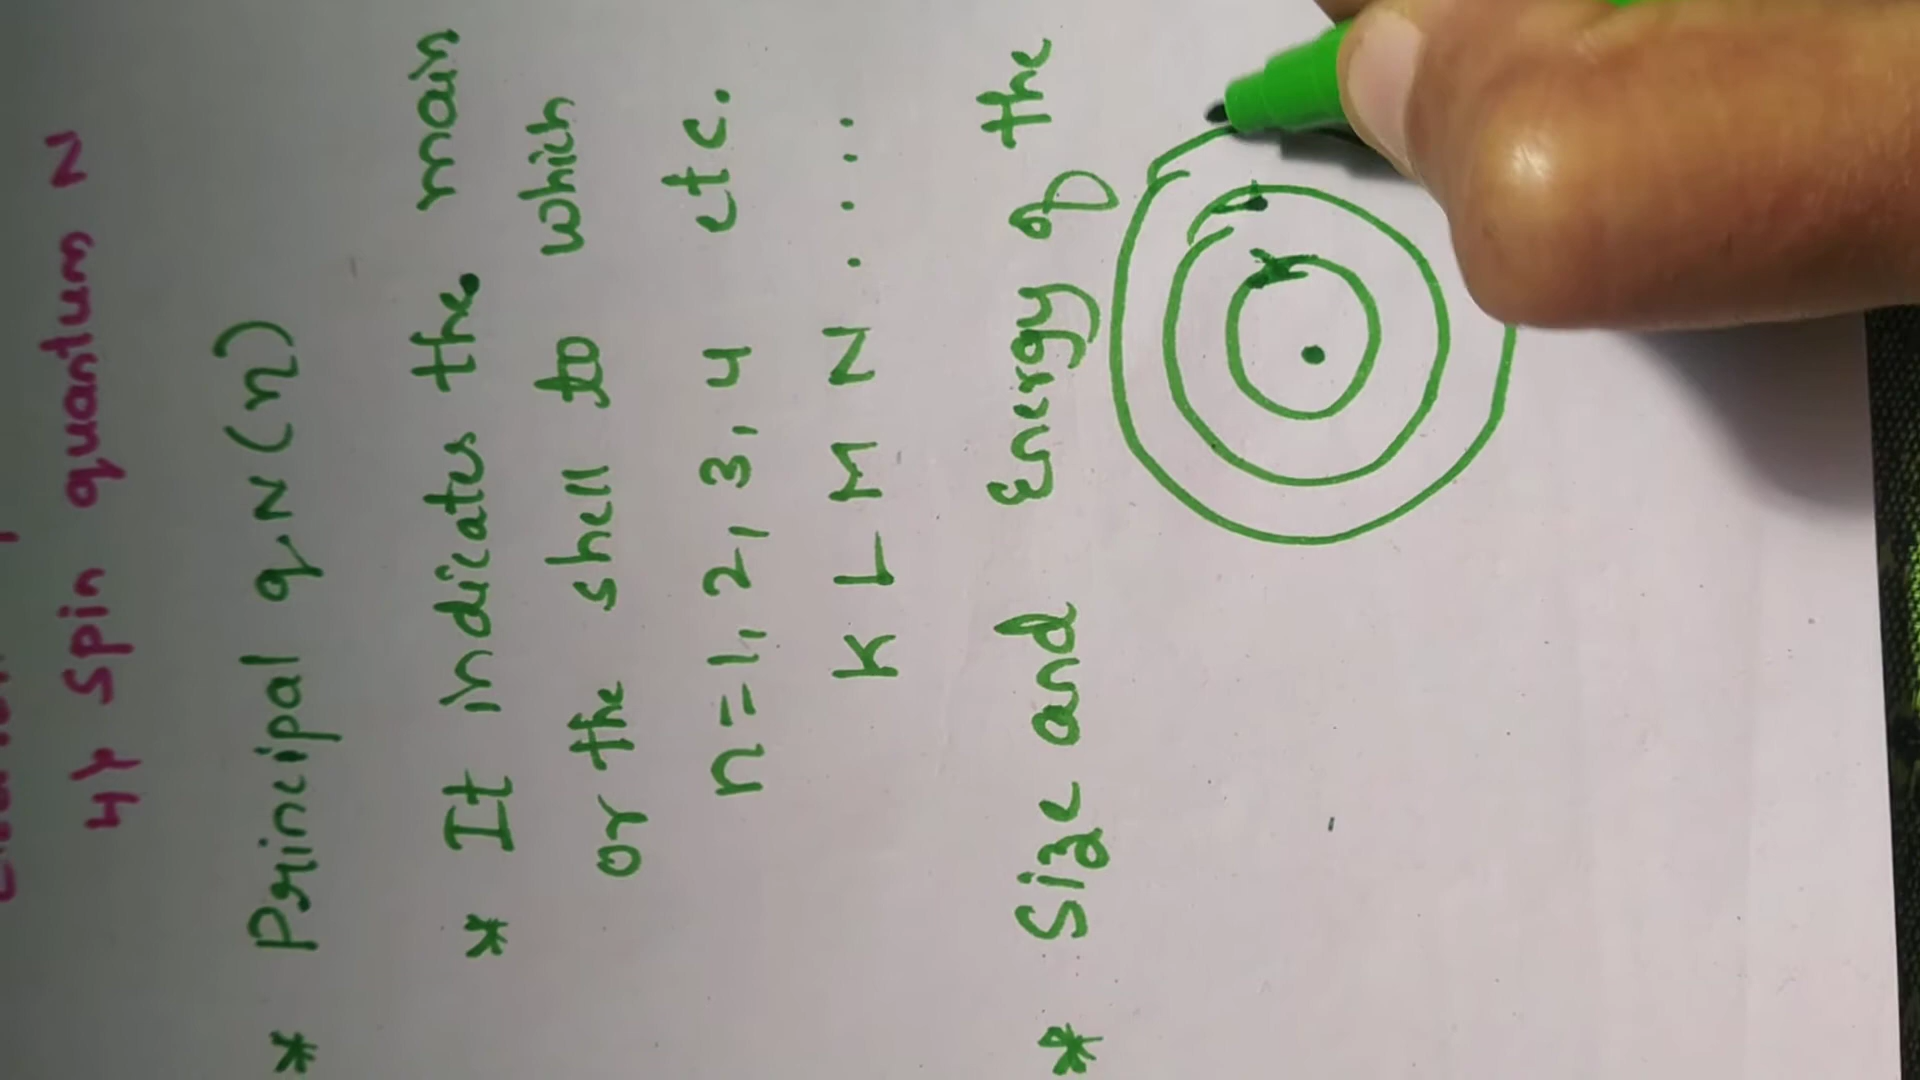 4) Spin quantum N
* Principal q.N (n)
* It indicates the main
or the shell to which
n=1, 2, 3, 4 etc.
K L M N....
* Size and Energy of the